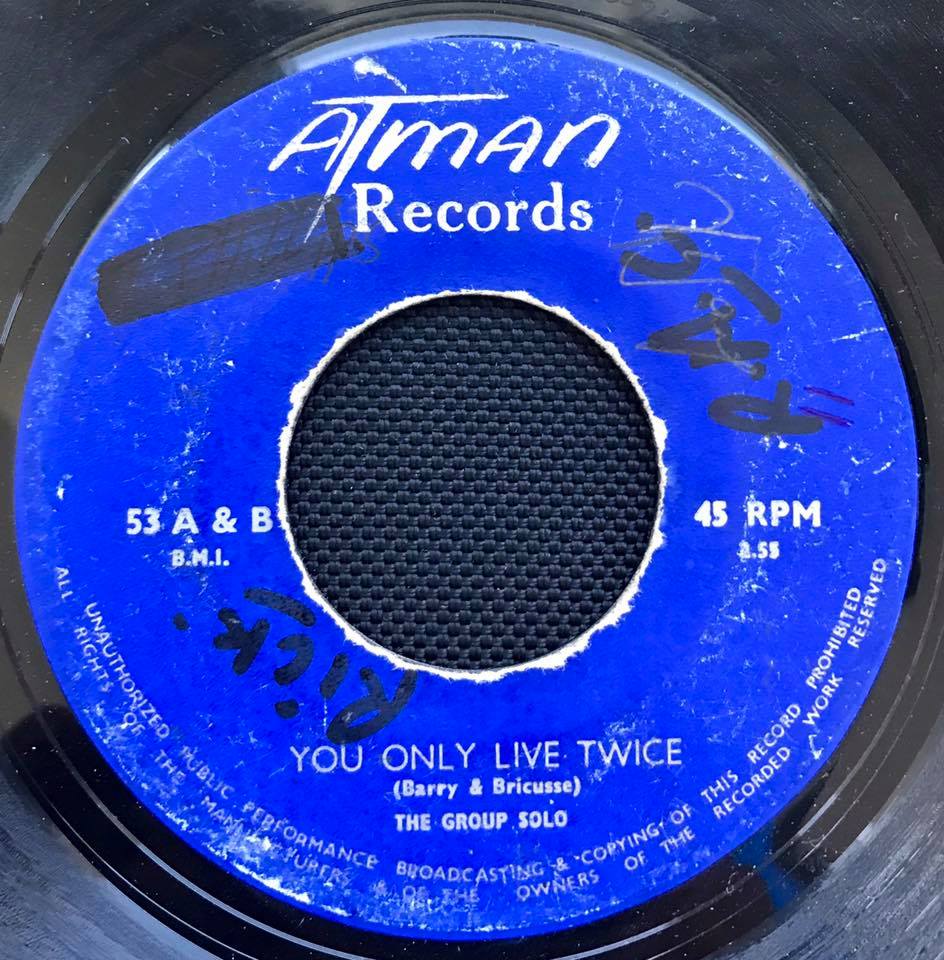 ATMAN
Records
53 A & B
B.M.I.
45 RPM
2.55
Rick
YOU ONLY LIVE TWICE
(Barry & Bricusse)
THE GROUP SOLO
UNAUTHORIZED PUBLIC PERFORMANCE BROADCASTING & COPYING OF THIS RECORD PROHIBITED
ALL RIGHTS OF THE MANUFACTURERS & OF THE OWNERS OF THE RECORDED WORK RESERVED